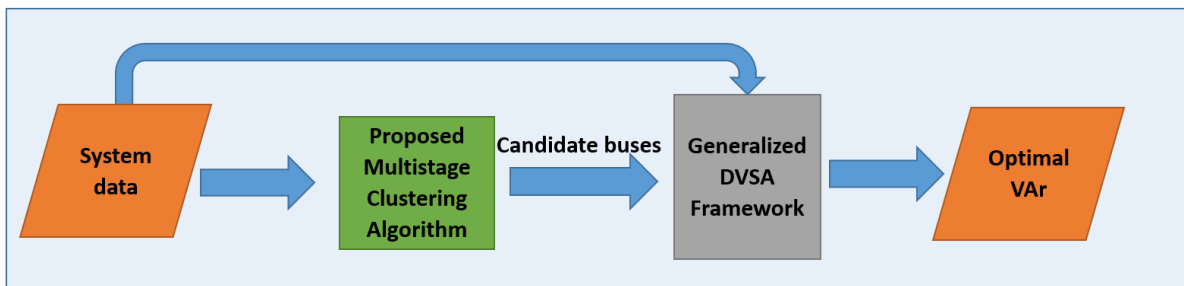 System
data
Proposed
Multistage
Clustering
Algorithm
Candidate buses
Generalized
DVSA
Framework
Optimal
VAr